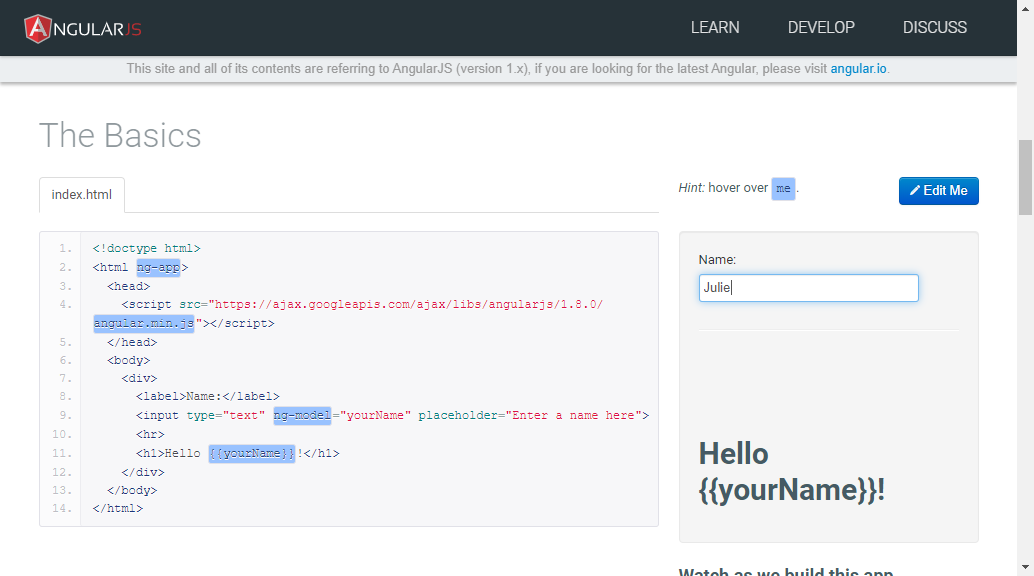 ANGULARJS
LEARN DEVELOP DISCUSS
This site and all of its contents are referring to AngularJS (version 1.x), if you are looking for the latest Angular, please visit angular.io.
The Basics
index.html
1. <!doctype html>
2. <html ng-app>
3. <head>
4. <script src="https://ajax.googleapis.com/ajax/libs/angularjs/1.8.0/
angular.min.js"></script>
5. </head>
6. <body>
7. <div>
8. <label>Name:</label>
9. <input type="text" ng-model="yourName" placeholder="Enter a name here">
10. <hr>
11. <h1>Hello {{yourName}}!</h1>
12. </div>
13. </body>
14. </html>
Hint: hover over me.
Edit Me
Name:
Julie
Hello
{{yourName}}!
Watch as we build this app